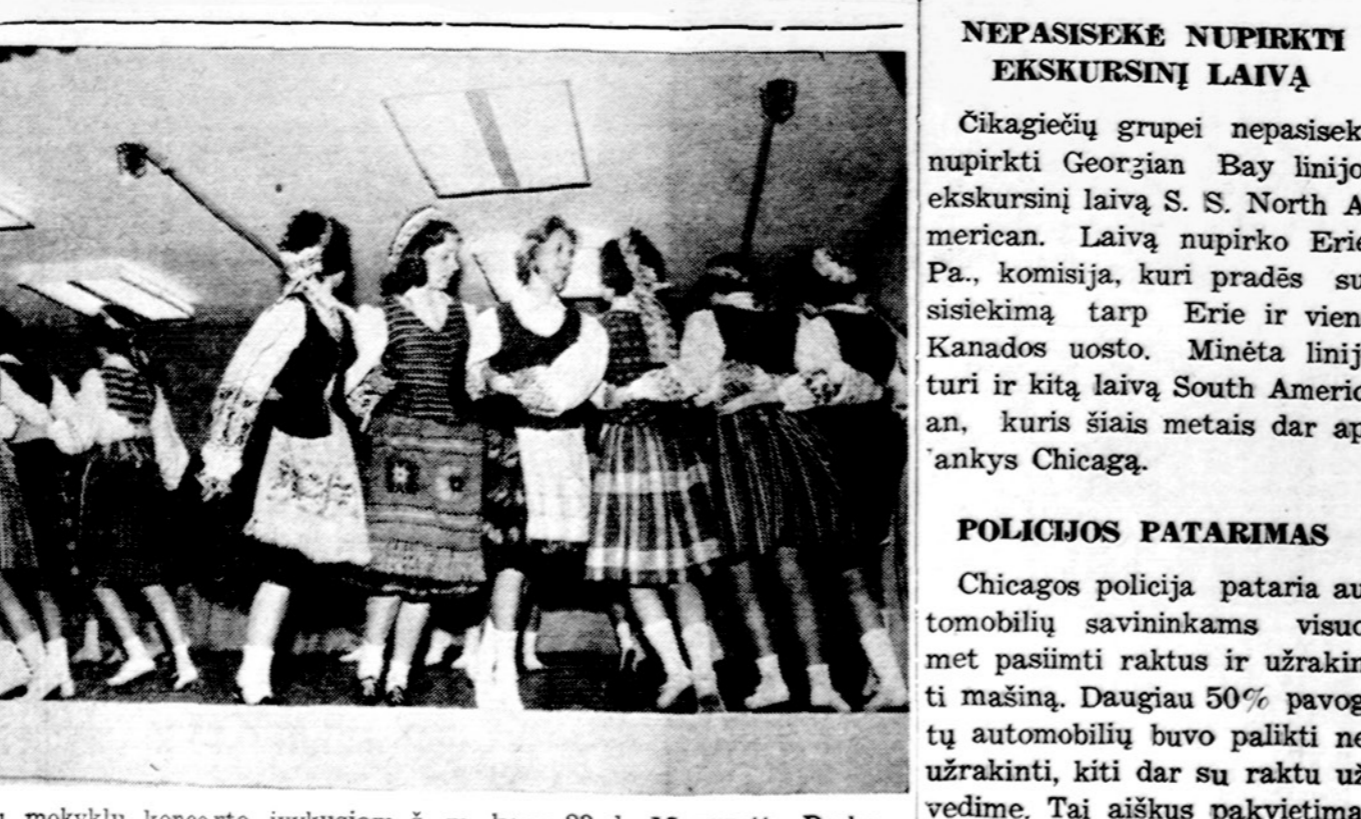 NEPASISEKĖ NUPIRKTI
EKSKURSINĮ LAIVĄ
Čikagiečių grupei nepasisek
nupirkti Georgian Bay linijo
ekskursinį laivą S. S. North A
merican. Laivą nupirko Erie
Pa., komisija, kuri pradės su
sisiekimą tarp Erie ir vien
Kanados uosto. Minėta linij
turi ir kitą laivą South Americ
an, kuris šiais metais dar ap
ankys Chicagą.
POLICIJOS PATARIMAS
Chicagos policija pataria au
tomobilių savininkams visuo
met pasiimti raktus ir užrakin
ti mašiną. Daugiau 50% pavog
tų automobilių buvo palikti ne
užrakinti, kiti dar su raktu už
vedime. Tai aiškus pakvietima
mokyklų koncerto